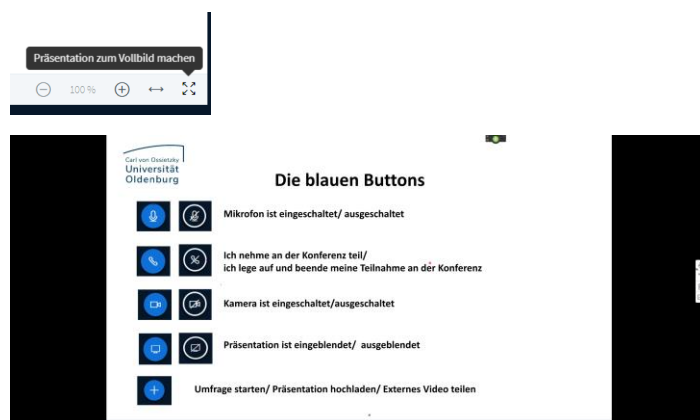 Präsentation zum Vollbild machen
100 %
Carl von Ossietzky
Universität
Oldenburg
Die blauen Buttons
Mikrofon ist eingeschaltet/ ausgeschaltet
Ich nehme an der Konferenz teil/
ich lege auf und beende meine Teilnahme an der Konferenz
Kamera ist eingeschaltet/ausgeschaltet
Präsentation ist eingeblendet/ ausgeblendet
Umfrage starten/ Präsentation hochladen/ Externes Video teilen